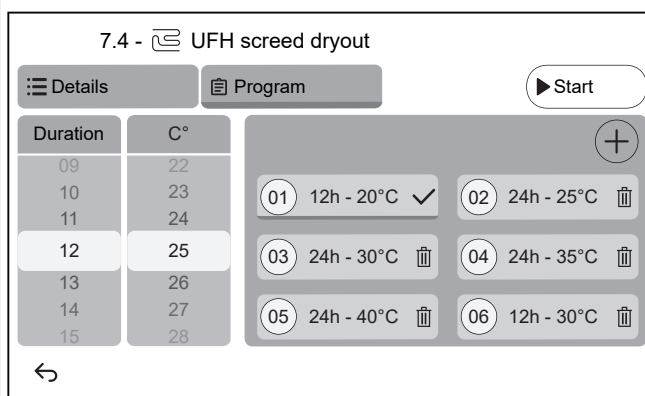 7.4 - UFH screed dryout
Details
Program
Start
Duration
C°
09
22
10
23
11
24
12
25
13
26
14
27
15
28
01 12h - 20°C
02 24h - 25°C
03 24h - 30°C
04 24h - 35°C
05 24h - 40°C
06 12h - 30°C